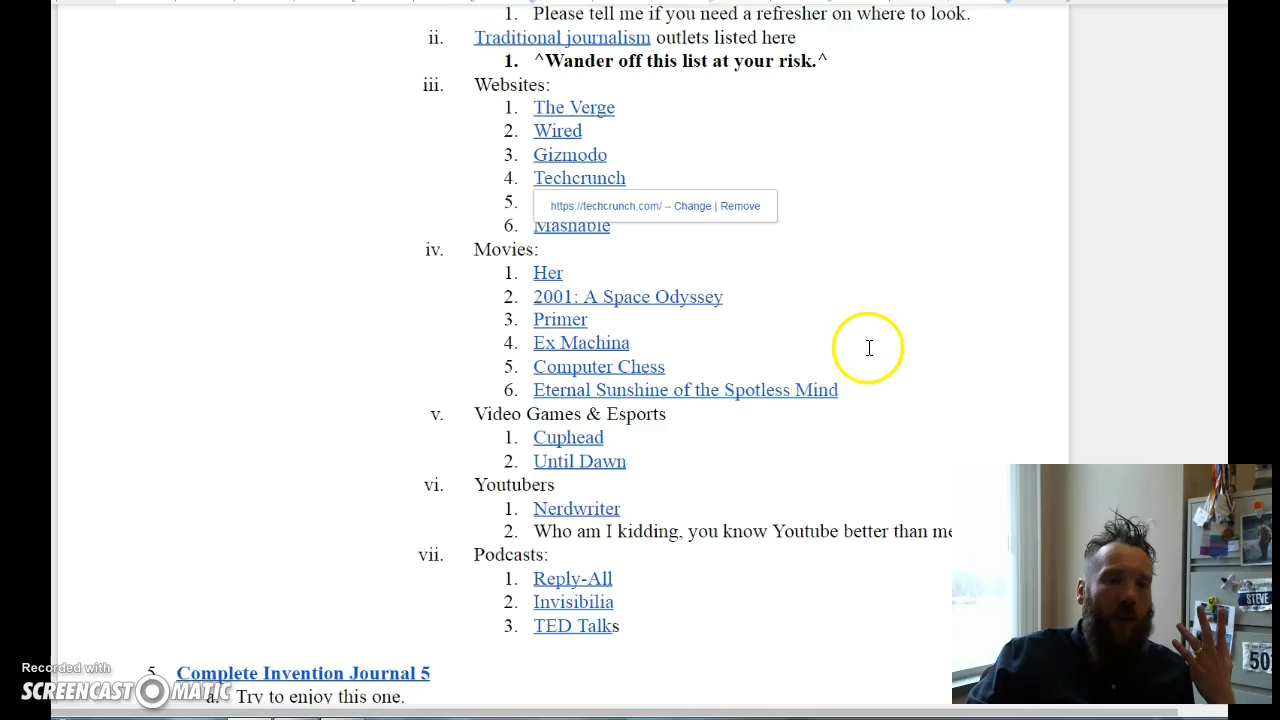 1. Please tell me if you need a refresher on where to look.
ii. Traditional journalism outlets listed here
1. ^Wander off this list at your risk.^
iii. Websites:
1. The Verge
2. Wired
3. Gizmodo
4. Techcrunch
5.
https://techcrunch.com/ – Change | Remove
6. Mashable
iv. Movies:
1. Her
2. 2001: A Space Odyssey
3. Primer
4. Ex Machina
5. Computer Chess
6. Eternal Sunshine of the Spotless Mind
v. Video Games & Esports
1. Cuphead
2. Until Dawn
vi. Youtubers
1. Nerdwriter
2. Who am I kidding, you know Youtube better than me
vii. Podcasts:
1. Reply-All
2. Invisibilia
3. TED Talks
5. Complete Invention Journal 5
a. Try to enjoy this one.
Recorded with
SCREENCAST MATIC
STEVE
50